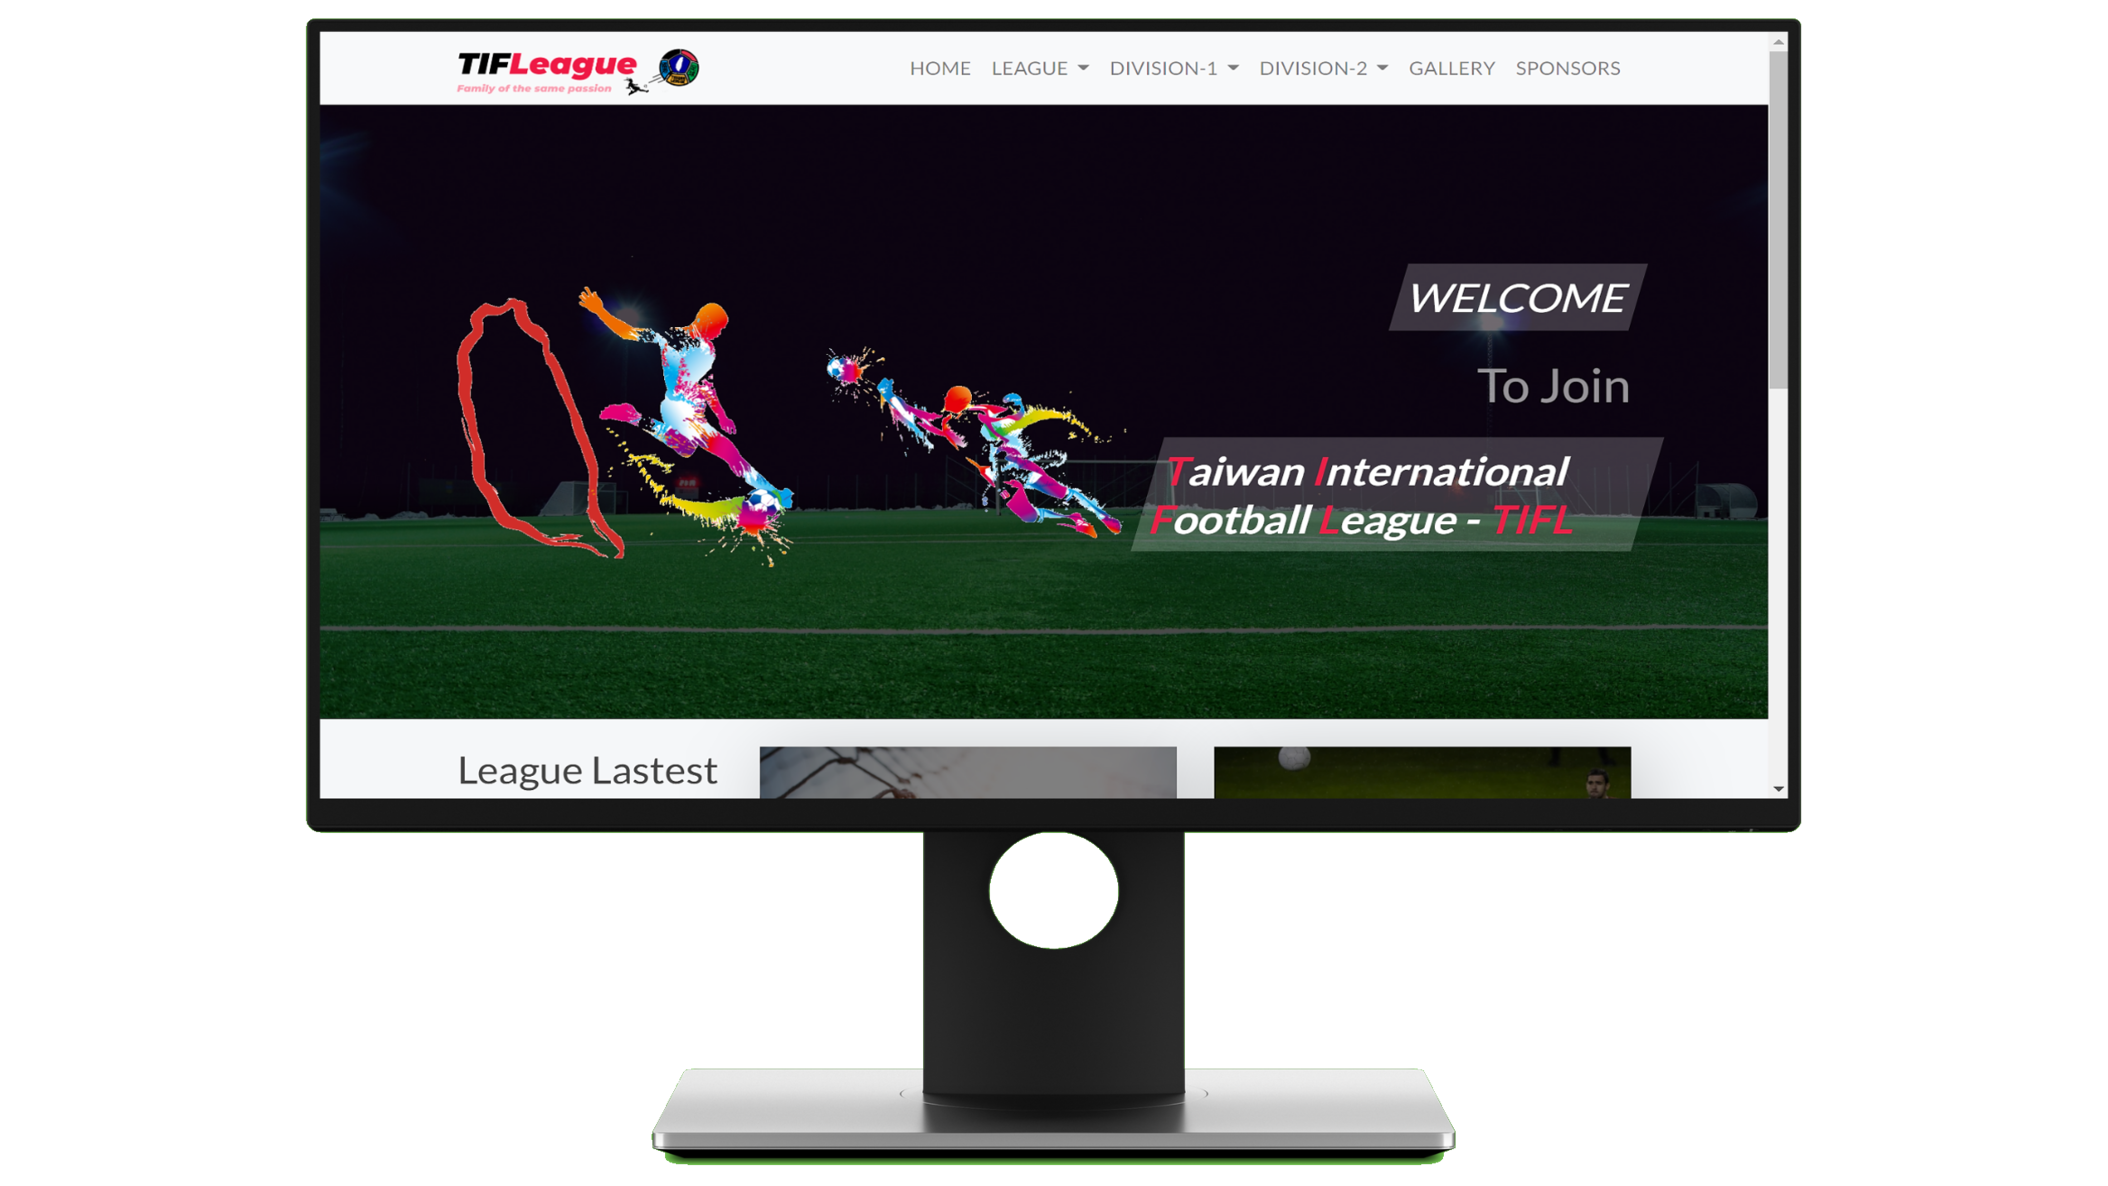 TIFLeague
Family of the same passion
HOME LEAGUE DIVISION-1 DIVISION-2 GALLERY SPONSORS
WELCOME
To Join
Taiwan International
Football League - TIFL
League Lastest